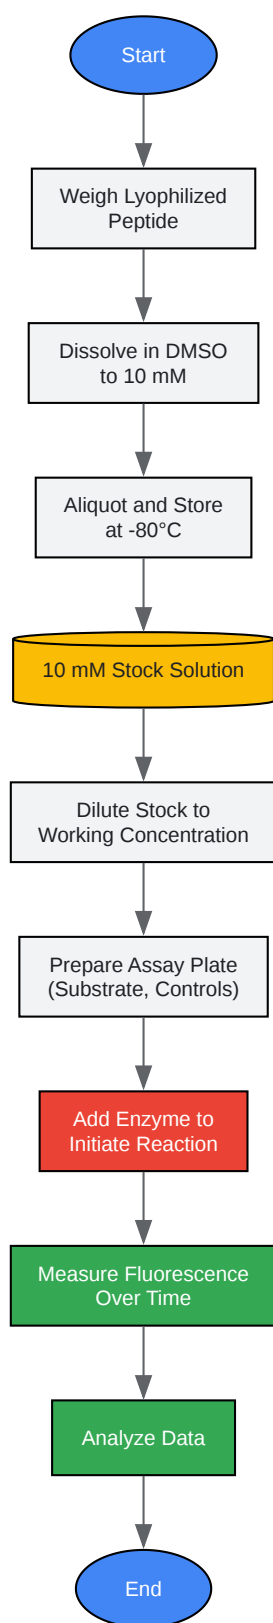 Start
Weigh Lyophilized
Peptide
Dissolve in DMSO
to 10 mM
Aliquot and Store
at -80°C
10 mM Stock Solution
Dilute Stock to
Working Concentration
Prepare Assay Plate
(Substrate, Controls)
Add Enzyme to
Initiate Reaction
Measure Fluorescence
Over Time
Analyze Data
End